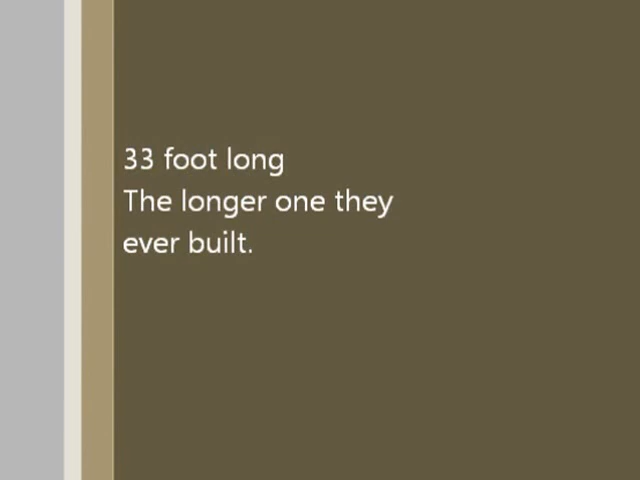 33 foot long
The longer one they
ever built.